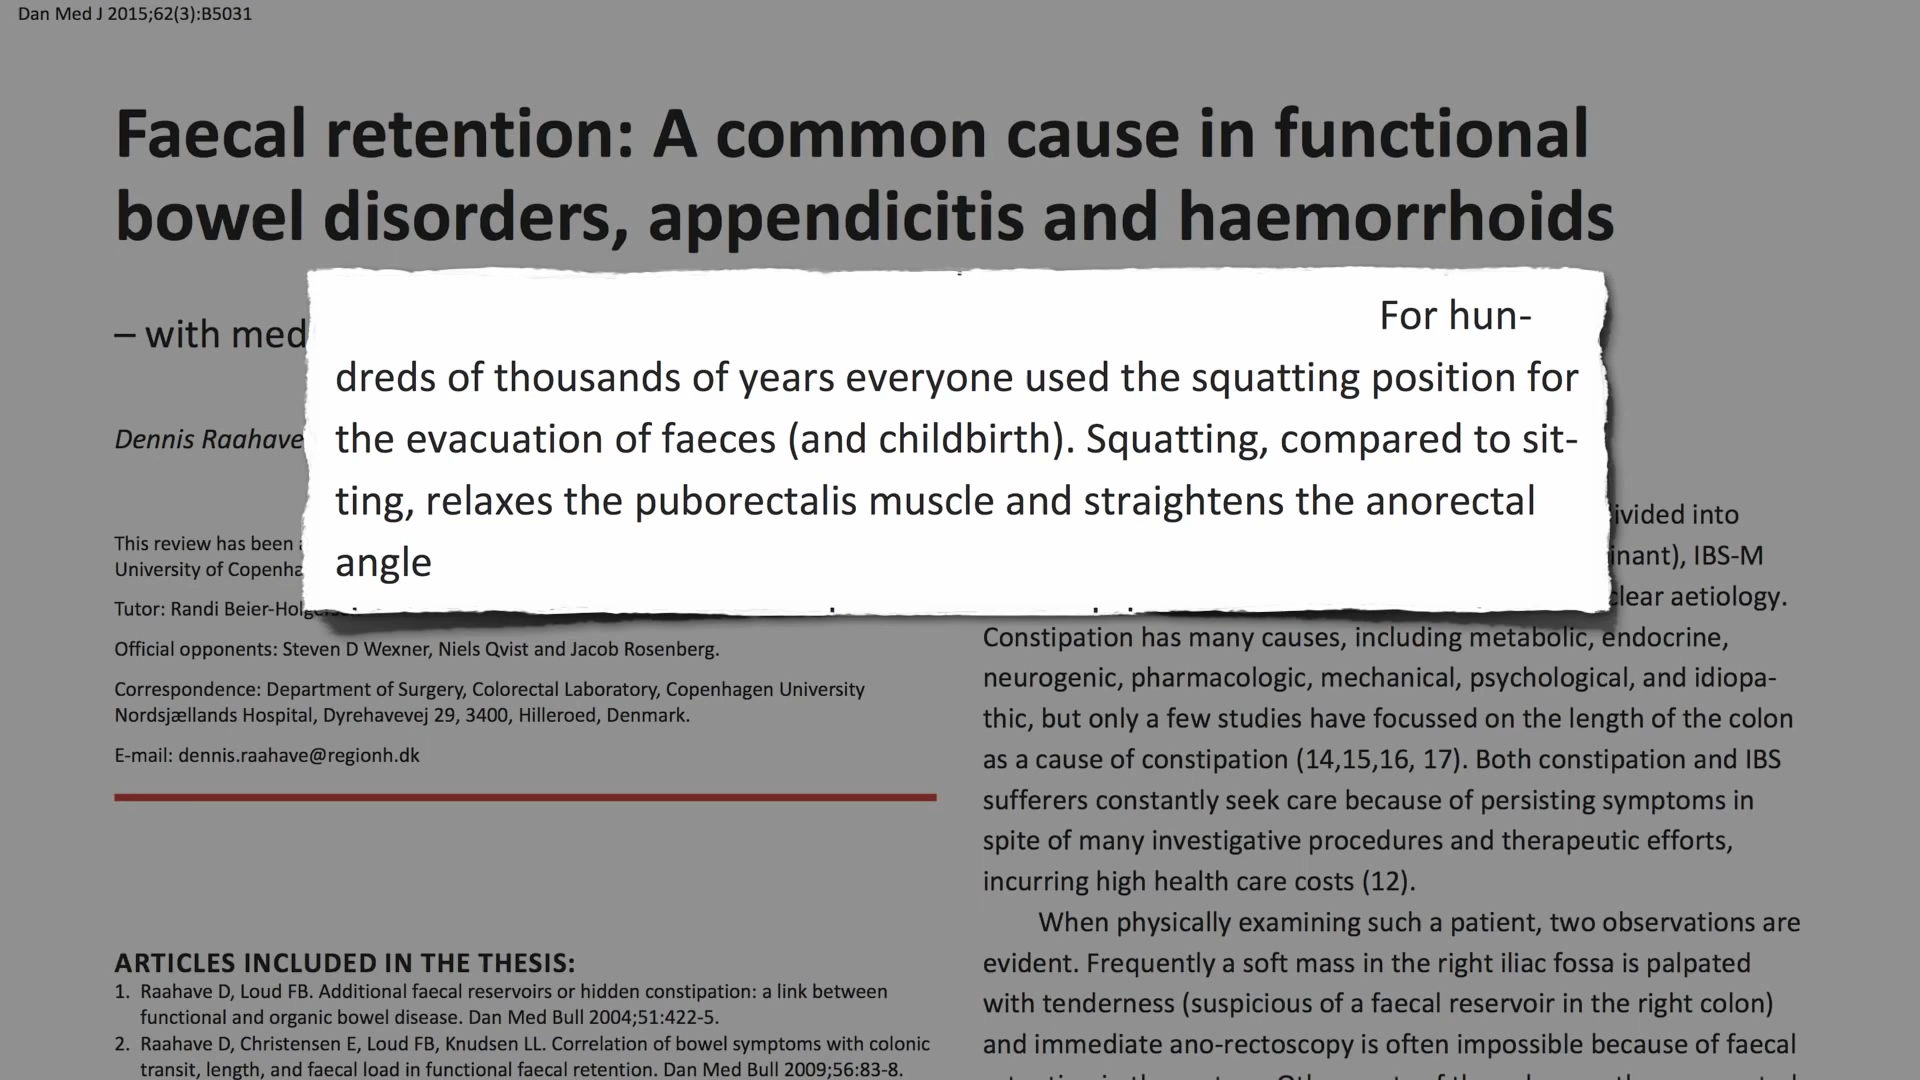 Dan Med J 2015;62(3):B5031
Faecal retention: A common cause in functional
bowel disorders, appendicitis and haemorrhoids
– with med
Dennis Raahave
For hun-
dreds of thousands of years everyone used the squatting position for
the evacuation of faeces (and childbirth). Squatting, compared to sit-
ting, relaxes the puborectalis muscle and straightens the anorectal
angle
This review has been
University of Copenha
Tutor: Randi Beier-Holgers
Official opponents: Steven D Wexner, Niels Qvist and Jacob Rosenberg.
Correspondence: Department of Surgery, Colorectal Laboratory, Copenhagen University
Nordsjællands Hospital, Dyrehavevej 29, 3400, Hilleroed, Denmark.
E-mail: dennis.raahave@regionh.dk
ARTICLES INCLUDED IN THE THESIS:
1. Raahave D, Loud FB. Additional faecal reservoirs or hidden constipation: a link between
functional and organic bowel disease. Dan Med Bull 2004;51:422-5.
2. Raahave D, Christensen E, Loud FB, Knudsen LL. Correlation of bowel symptoms with colonic
transit, length, and faecal load in functional faecal retention. Dan Med Bull 2009;56:83-8.
ivided into
inant), IBS-M
clear aetiology.
Constipation has many causes, including metabolic, endocrine,
neurogenic, pharmacologic, mechanical, psychological, and idiopa-
thic, but only a few studies have focussed on the length of the colon
as a cause of constipation (14,15,16, 17). Both constipation and IBS
sufferers constantly seek care because of persisting symptoms in
spite of many investigative procedures and therapeutic efforts,
incurring high health care costs (12).
When physically examining such a patient, two observations are
evident. Frequently a soft mass in the right iliac fossa is palpated
with tenderness (suspicious of a faecal reservoir in the right colon)
and immediate ano-rectoscopy is often impossible because of faecal